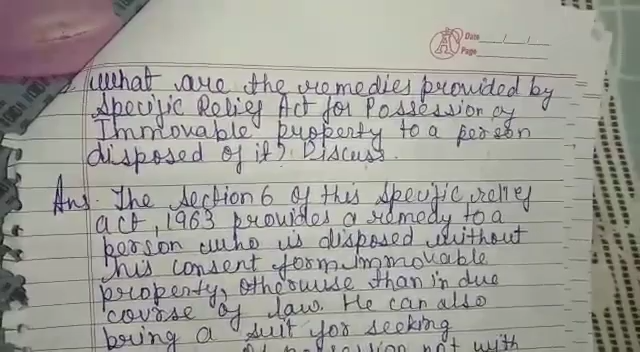 Date
Page
what are the remedies provided by
Specific Relief Act for Possession of
Immovable property to a person
disposed of it? Discuss.
Ans. The section 6 of this specific relief
act, 1963 provides a remedy to a
person who is disposed without
his consent form immovable
property, otherwise than in due
course of law. He can also
bring a suit for seeking
possession not with